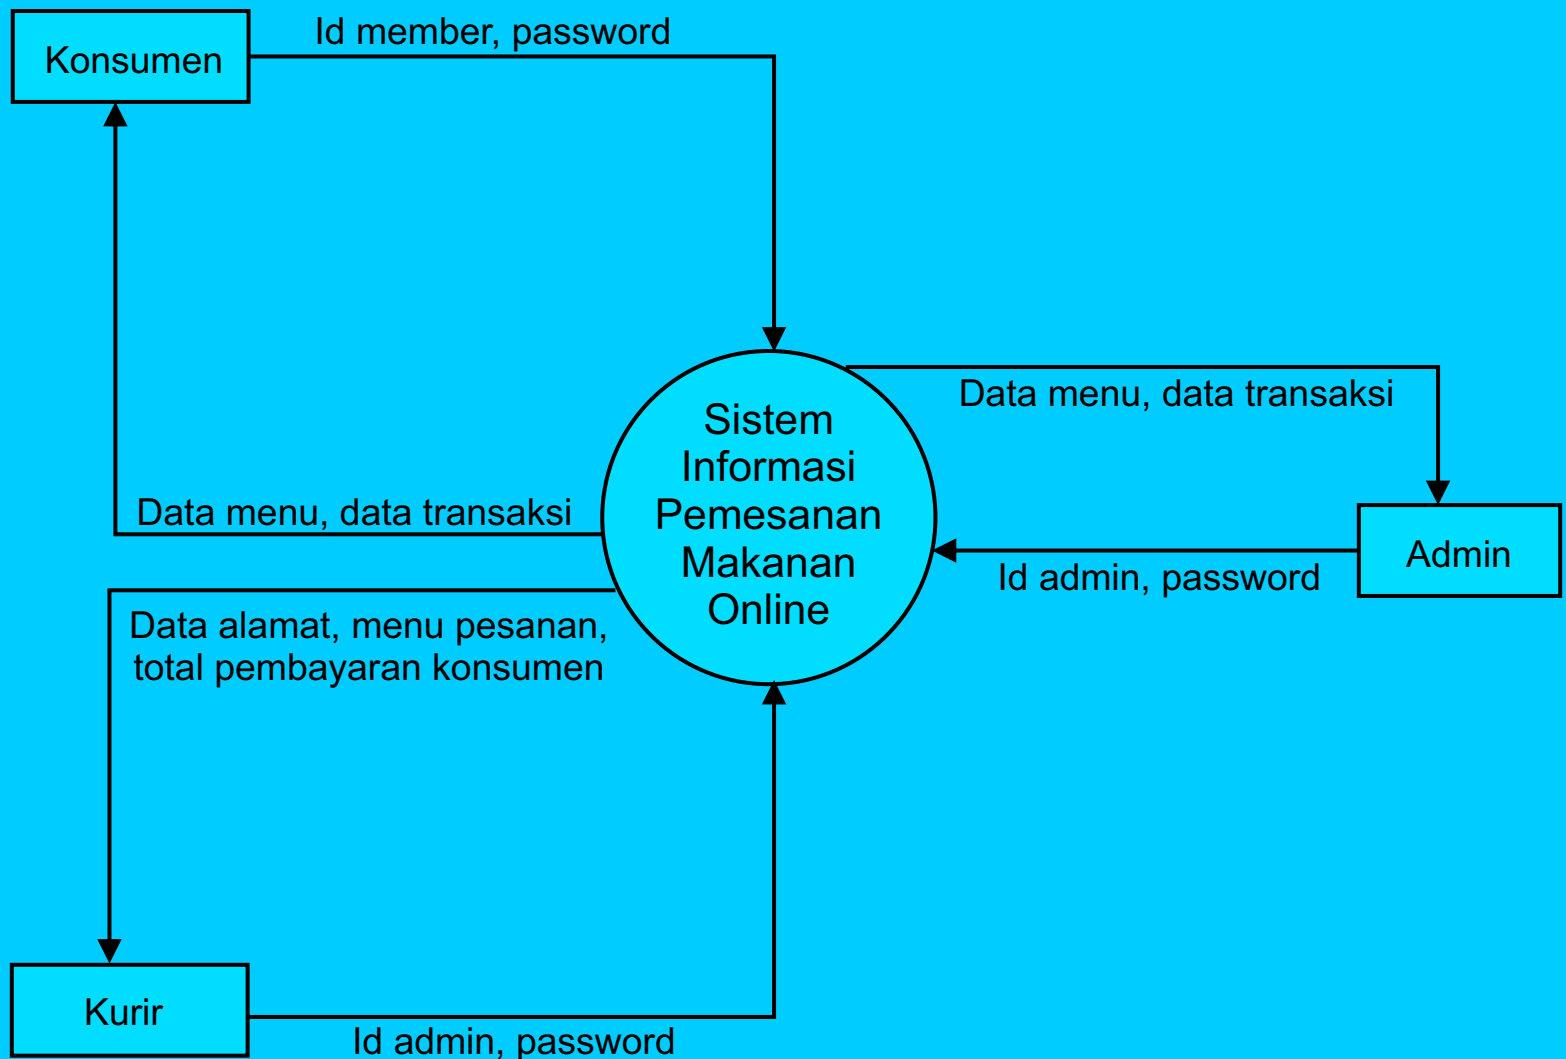 Id member, password
Konsumen
Data menu, data transaksi
Sistem
Informasi
Pemesanan
Makanan
Online
Data menu, data transaksi
Admin
Id admin, password
Data alamat, menu pesanan,
total pembayaran konsumen
Kurir
Id admin, password